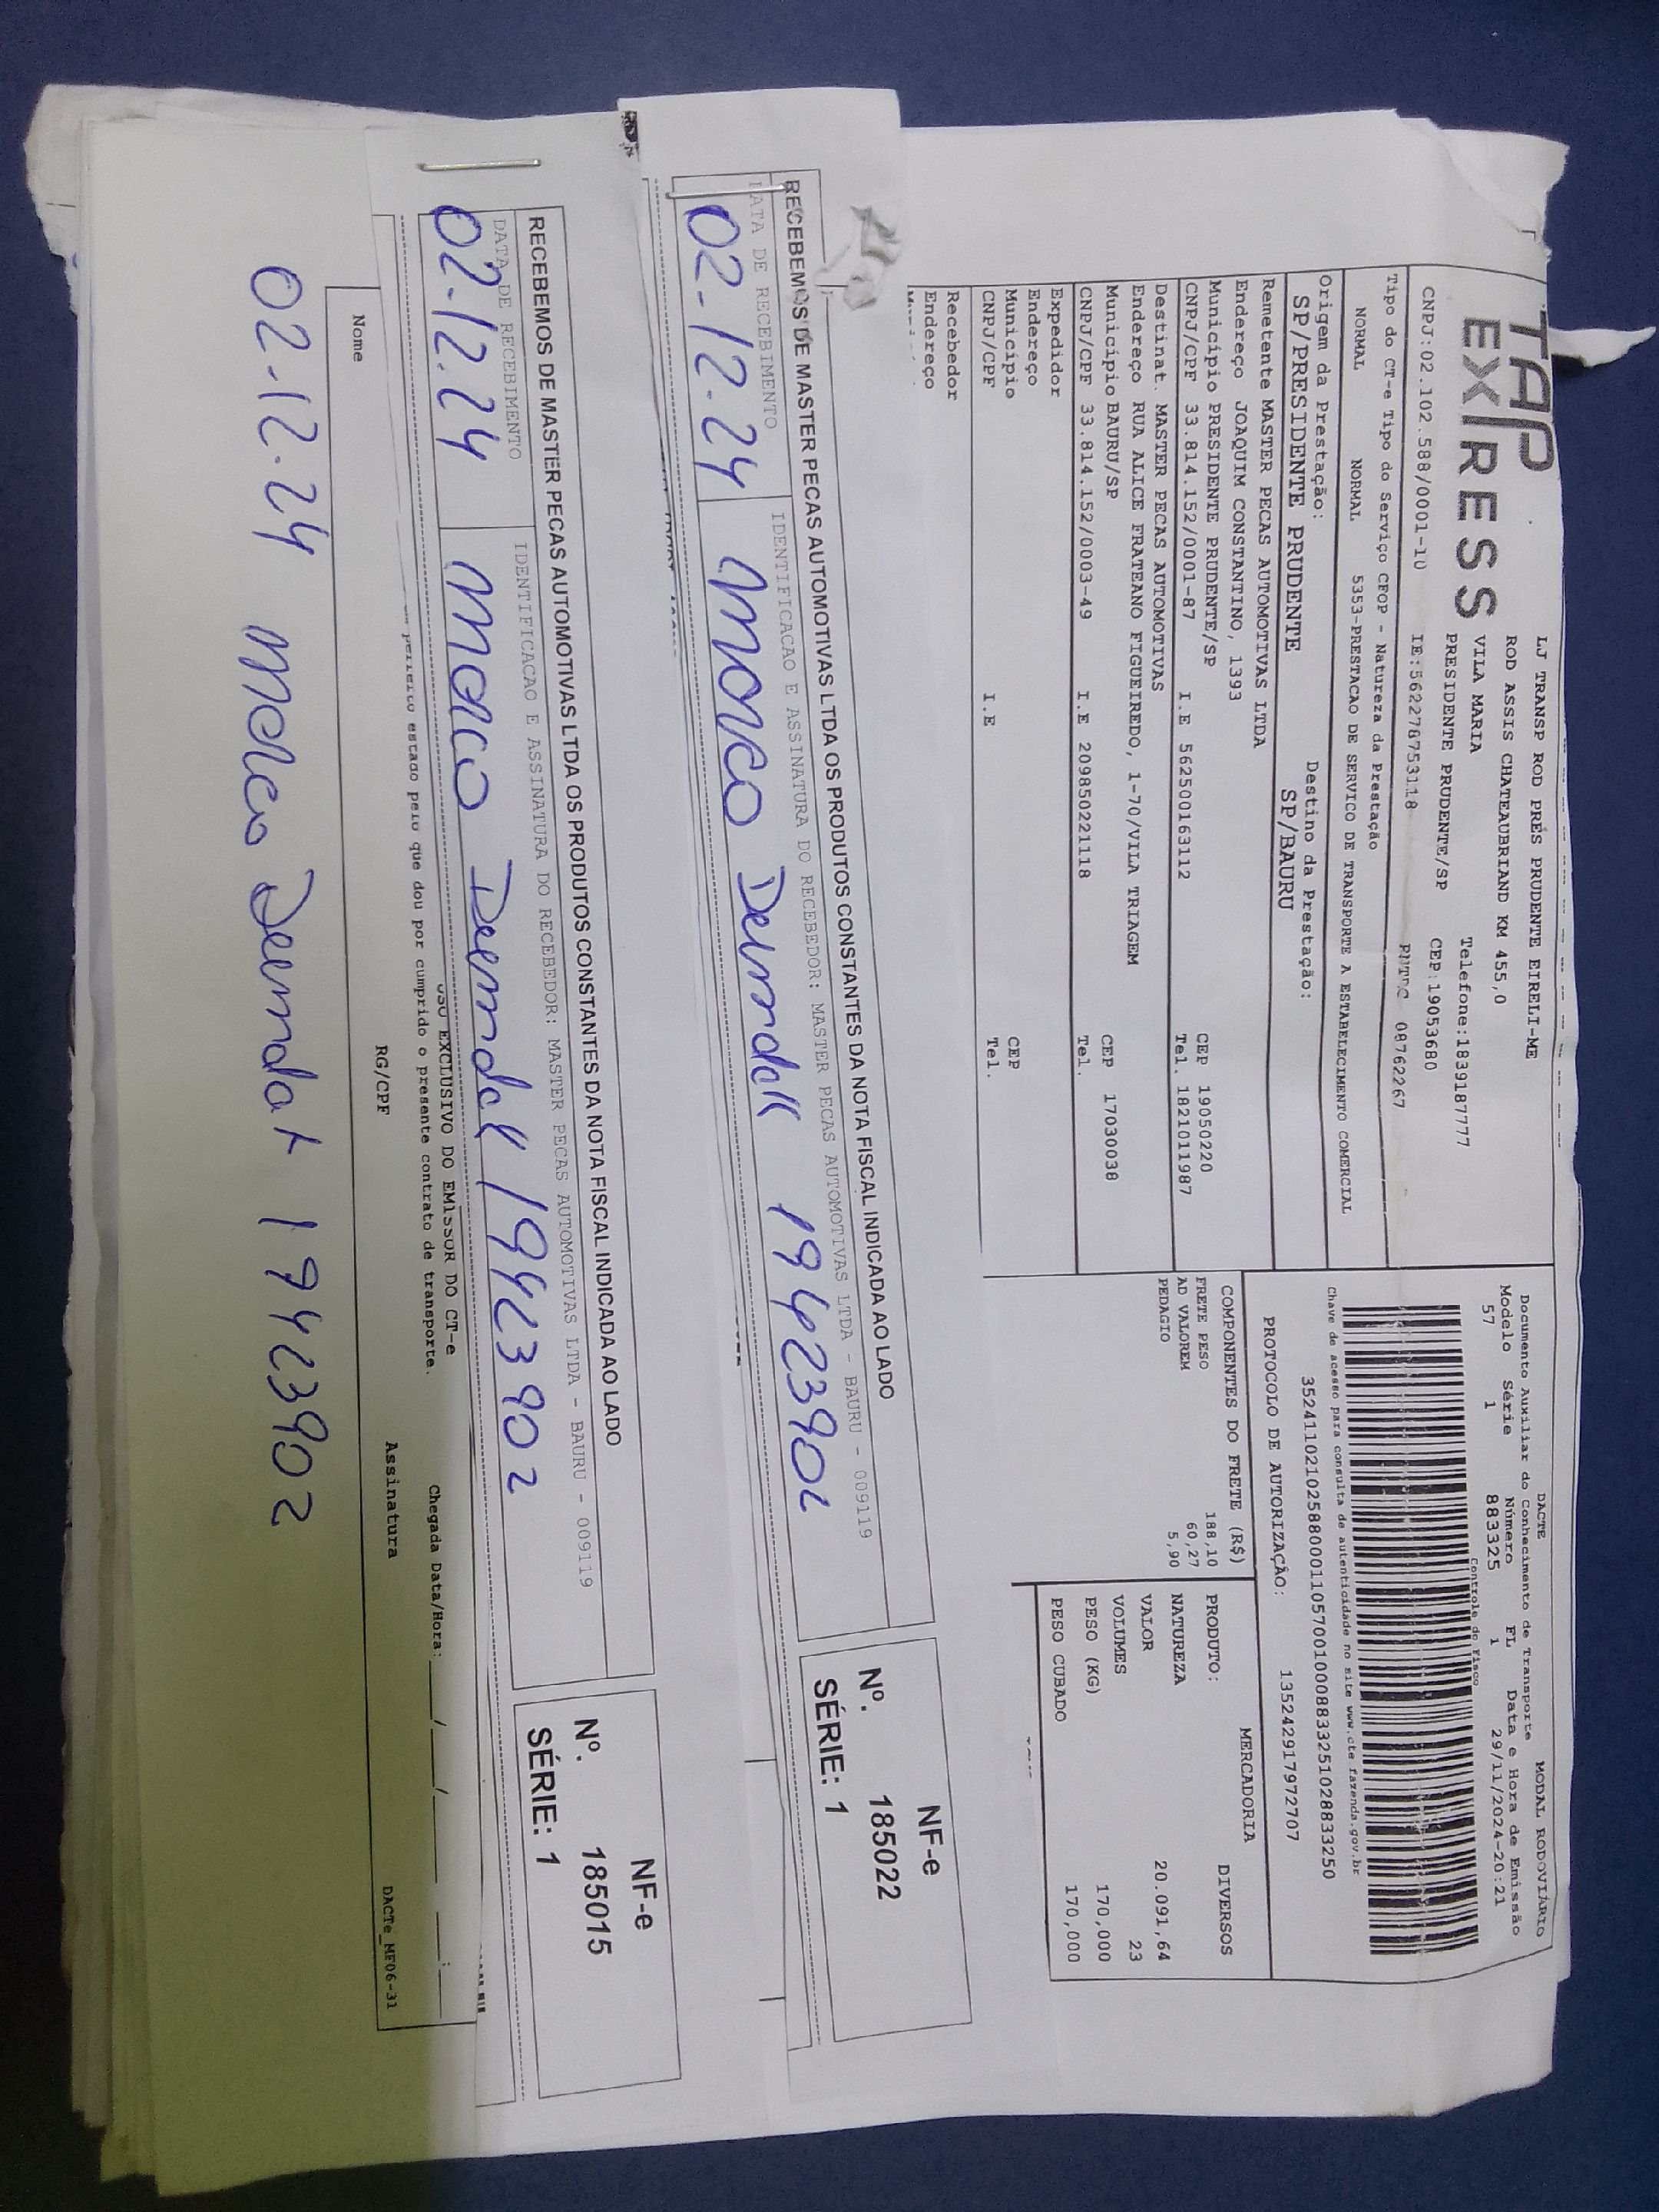 TAP
EXPRESS
LJ TRANSP ROD PRES PRUDENTE EIRELI-ME
ROD ASSIS CHATEAUBRIAND KM 455,0
VILA MARIA Telefone:1839187777
PRESIDENTE PRUDENTE/SP CEP:19053680
CNPJ:02.102.588/0001-10 IE:562278753118 RNTRC 08762267
Tipo do CT-e Tipo do Serviço CFOP - Natureza da Prestação
NORMAL NORMAL 5353-PRESTACAO DE SERVICO DE TRANSPORTE A ESTABELECIMENTO COMERCIAL
Origem da Prestação: Destino da Prestação:
SP/PRESIDENTE PRUDENTE SP/BAURU
Remetente MASTER PECAS AUTOMOTIVAS LTDA
Endereço JOAQUIM CONSTANTINO, 1393
Município PRESIDENTE PRUDENTE/SP CEP 19050220
CNPJ/CPF 33.814.152/0001-87 I.E 562500163112 Tel. 1821011987
Destinat. MASTER PECAS AUTOMOTIVAS
Endereço RUA ALICE FRATEANO FIGUEIREDO, 1-70/VILA TRIAGEM
Município BAURU/SP CEP 17030038
CNPJ/CPF 33.814.152/0003-49 I.E 209850221118 Tel.
Expedidor
Endereço
Município CEP
CNPJ/CPF I.E Tel.
Recebedor
Endereço
DACTE MODAL RODOVIÁRIO
Documento Auxiliar do Conhecimento de Transporte
Modelo Série Número FL Data e Hora de Emissão
57 1 883325 1 29/11/2024-20:21
Controle do Fisco
Chave de acesso para consulta de autenticidade no site www.cte.fazenda.gov.br
35241102102588000110570010008833251028833250
PROTOCOLO DE AUTORIZAÇÃO: 135242917972707
COMPONENTES DO FRETE (R$)
FRETE PESO 188,10
AD VALOREM 60,27
PEDAGIO 5,90
MERCADORIA
PRODUTO: DIVERSOS
NATUREZA
VALOR 20.091,64
VOLUMES 23
PESO (KG) 170,000
PESO CUBADO 170,000
RECEBEMOS DE MASTER PECAS AUTOMOTIVAS LTDA OS PRODUTOS CONSTANTES DA NOTA FISCAL INDICADA AO LADO
DATA DE RECEBIMENTO IDENTIFICACAO E ASSINATURA DO RECEBEDOR: MASTER PECAS AUTOMOTIVAS LTDA - BAURU - 009119
02-12-24 Marco 19423902
NF-e
Nº. 185022
SÉRIE: 1
RECEBEMOS DE MASTER PECAS AUTOMOTIVAS LTDA OS PRODUTOS CONSTANTES DA NOTA FISCAL INDICADA AO LADO
DATA DE RECEBIMENTO IDENTIFICACAO E ASSINATURA DO RECEBEDOR: MASTER PECAS AUTOMOTIVAS LTDA - BAURU - 009119
02-12.24 Marco 19423902
NF-e
Nº. 185015
SÉRIE: 1
USO EXCLUSIVO DO EMISSOR DO CT-e
perfeito estado pelo que dou por cumprido o presente contrato de transporte. Chegada Data/Hora: ___/___/___ ___:___
Nome RG/CPF Assinatura DACTe_MF06-31
02-12-24 Marco 19423902